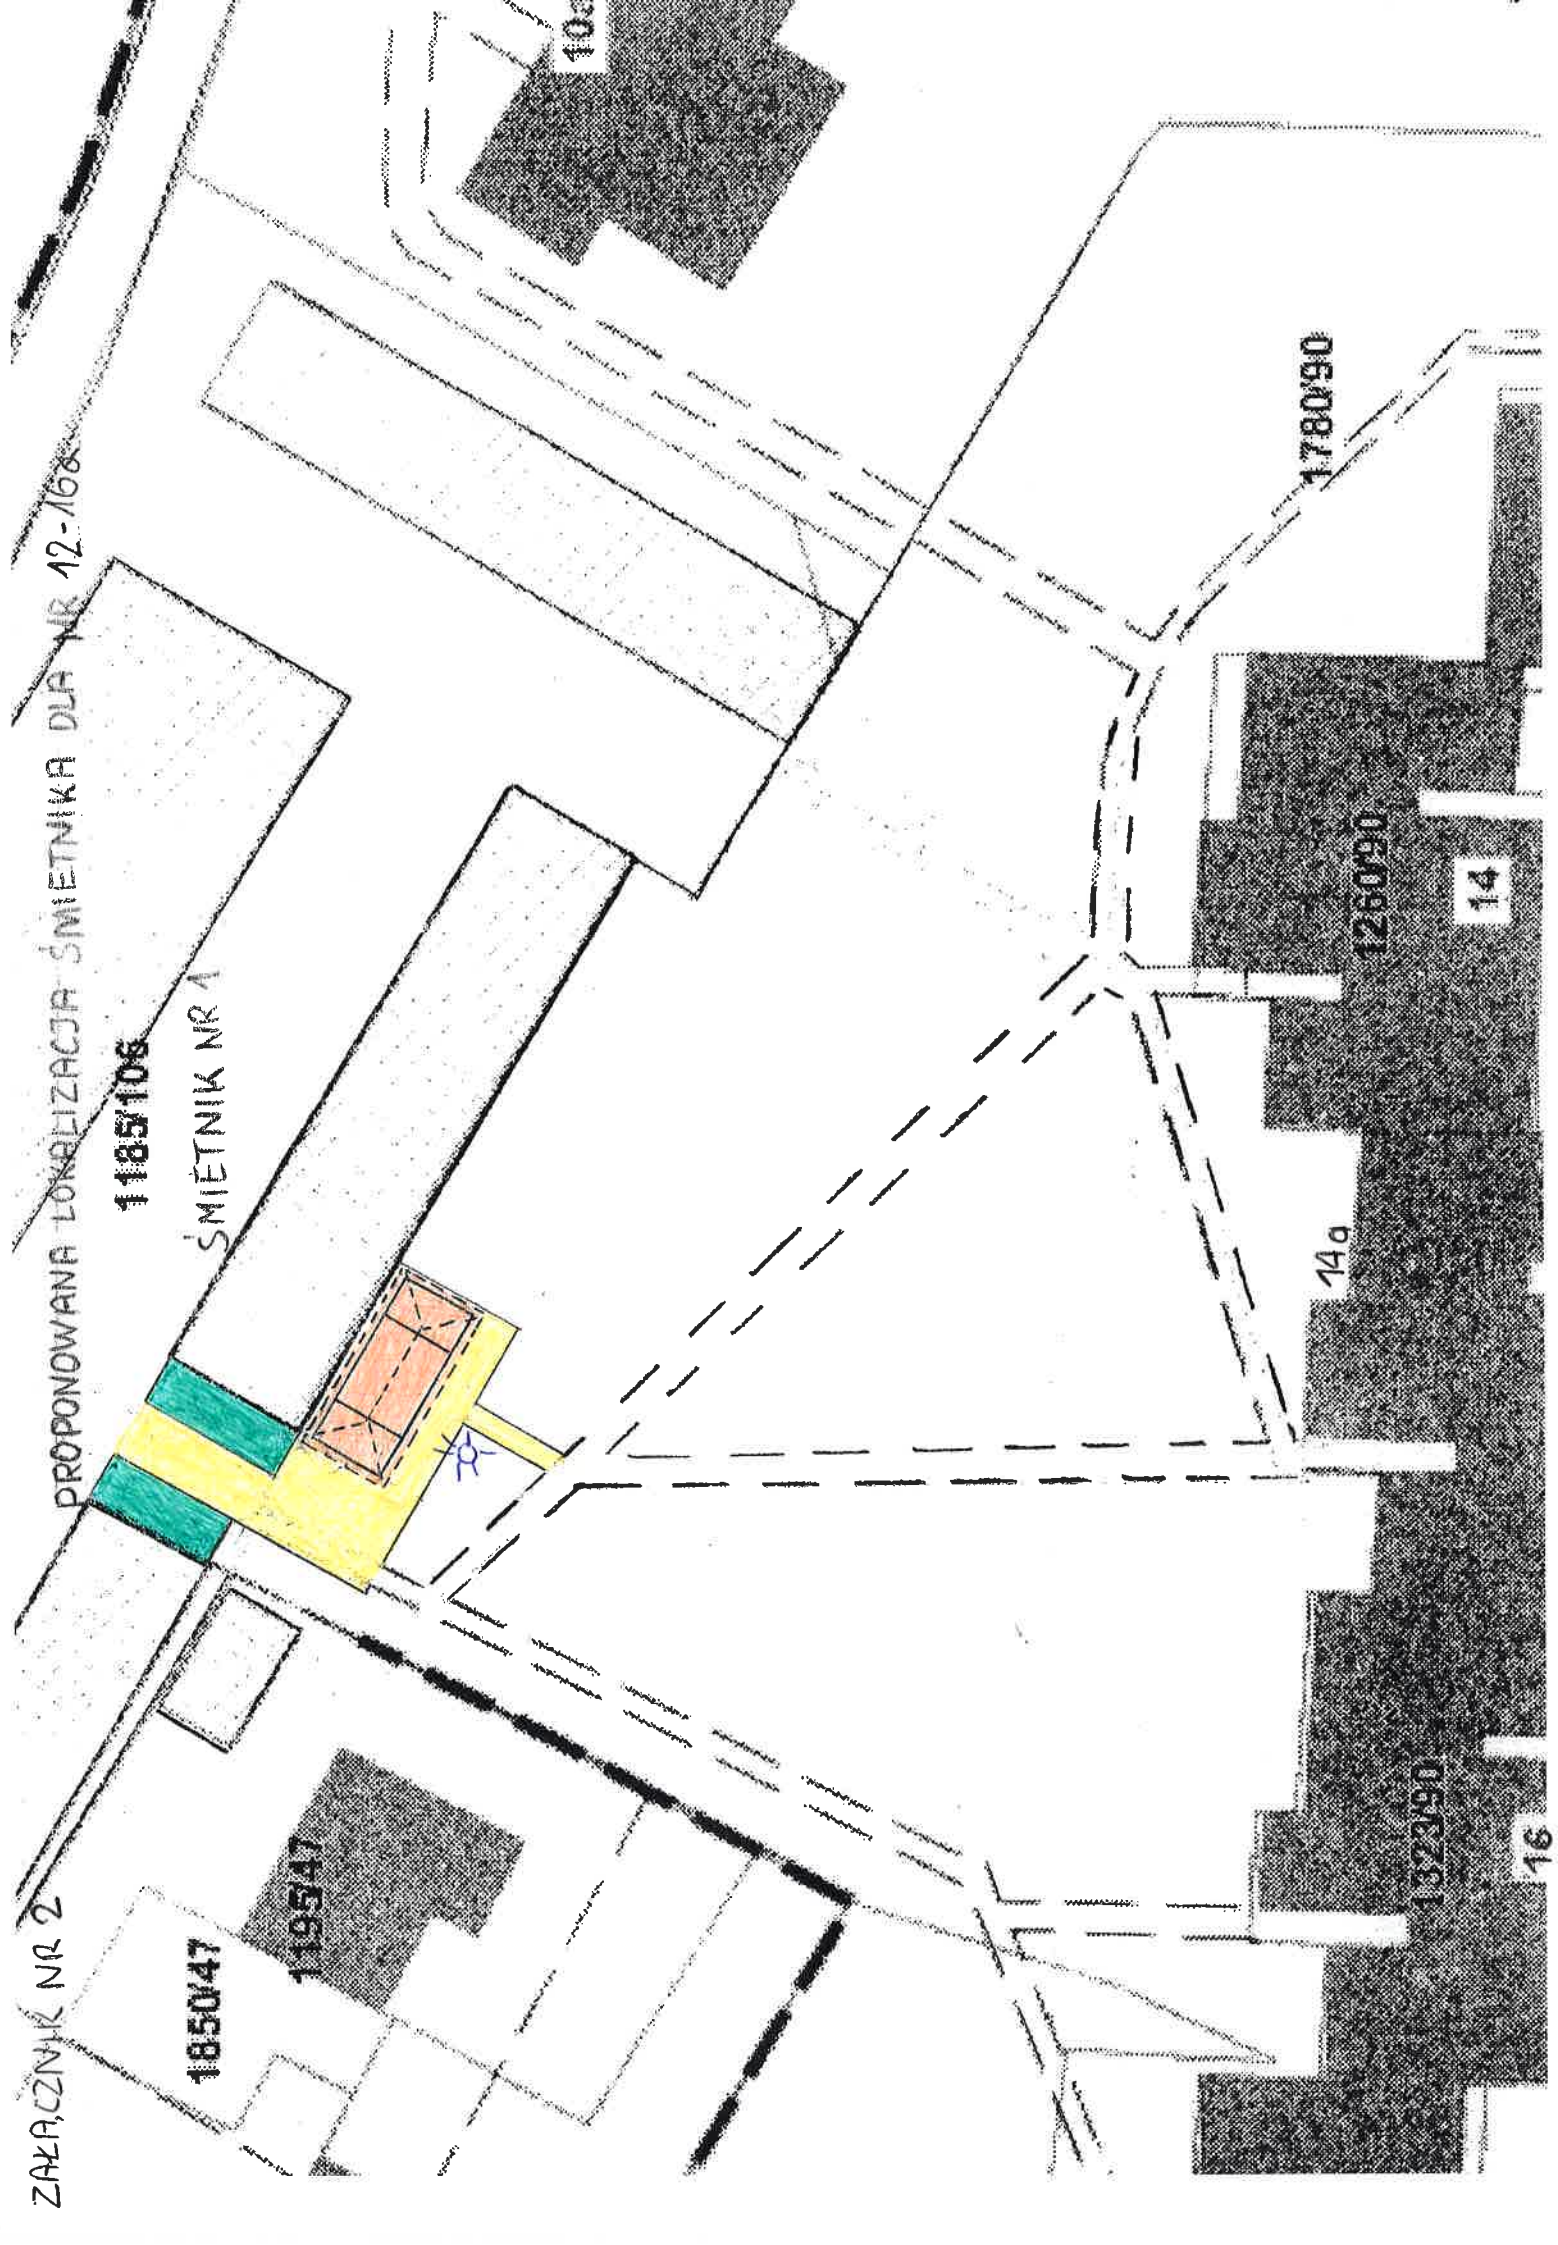 ZAŁĄCZNIK NR 2
PROPONOWANA LOKALIZACJA ŚMIETNIKA DLA NR 12-16a
1185/106
ŚMIETNIK NR 1
1850/47
1195/47
10a
1780/90
14a
1260/90
14
1323/90
16